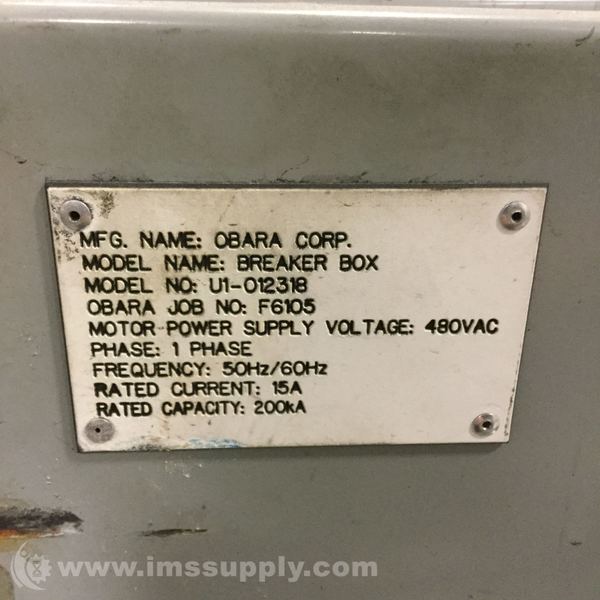 MFG. NAME: OBARA CORP.
MODEL NAME: BREAKER BOX
MODEL NO: U1-012318
OBARA JOB NO: F6105
MOTOR POWER SUPPLY VOLTAGE: 480VAC
PHASE: 1 PHASE
FREQUENCY: 50Hz/60Hz
RATED CURRENT: 15A
RATED CAPACITY: 200kA
www.imssupply.com